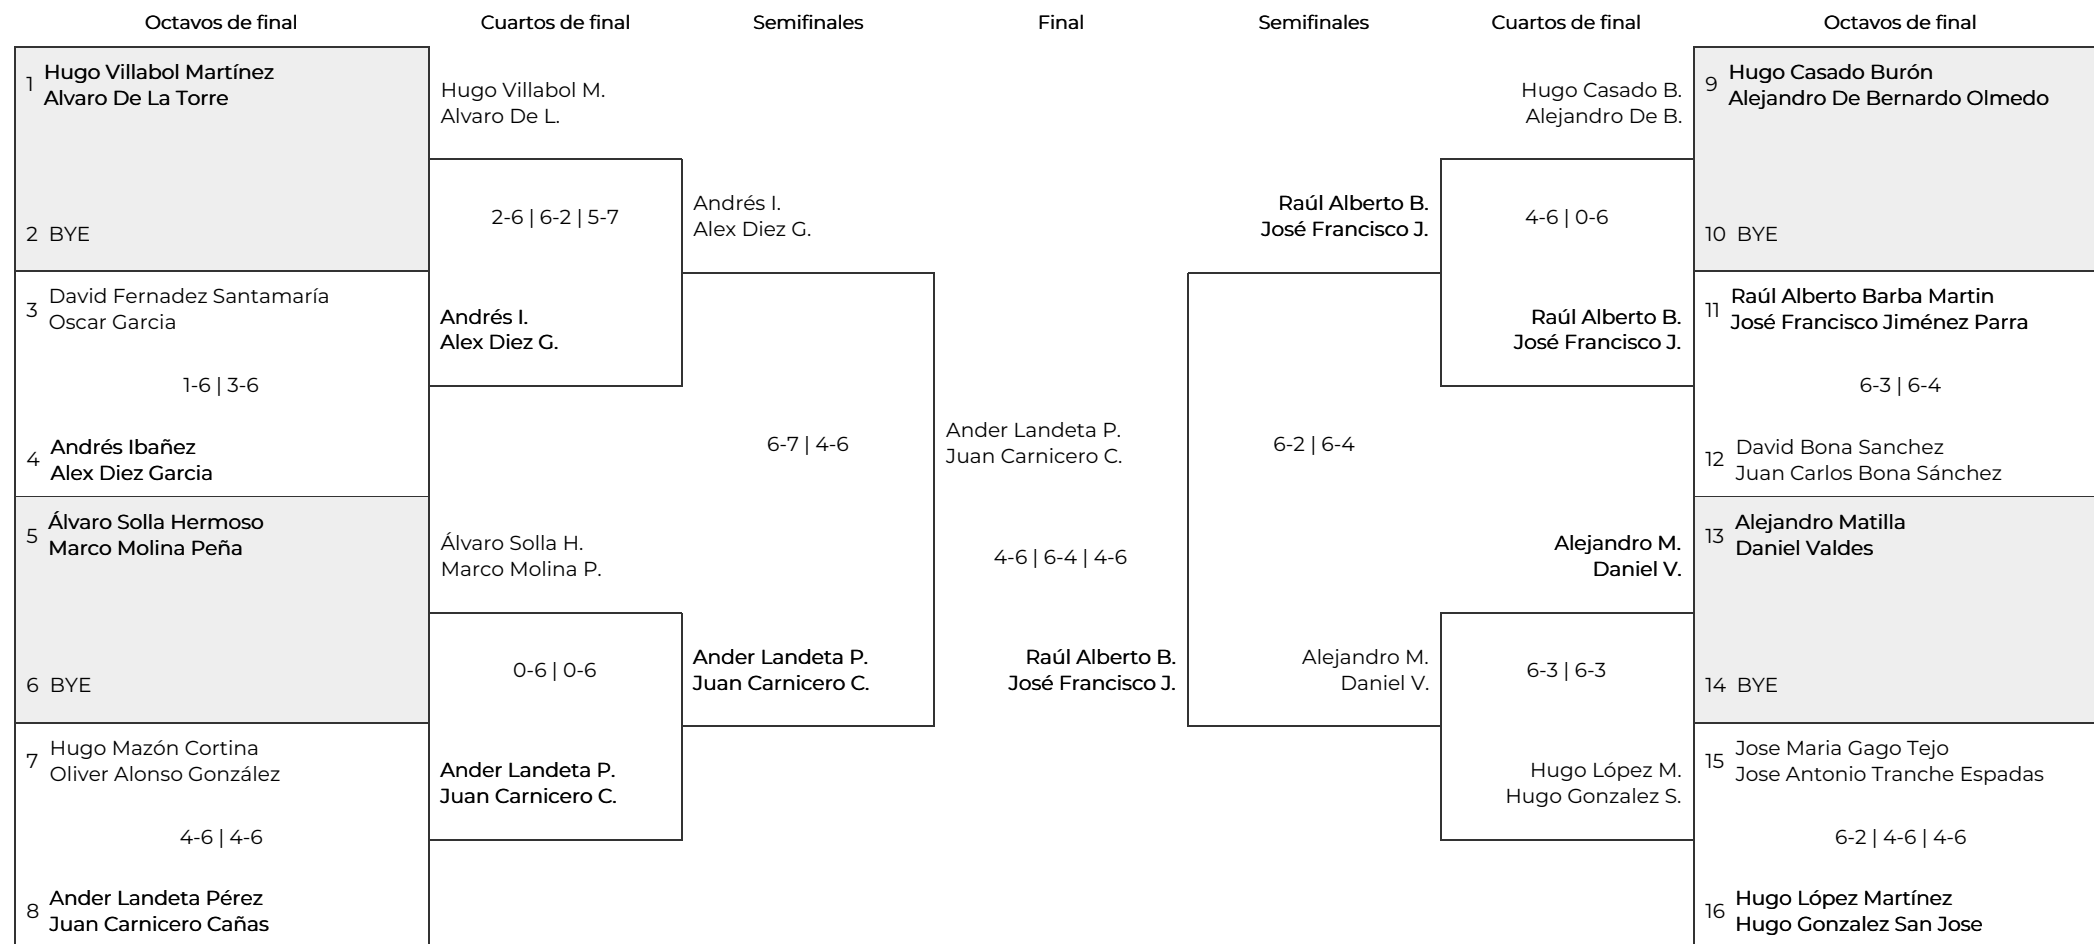 Octavos de final
Cuartos de final
Semifinales
Final
Semifinales
Cuartos de final
Octavos de final
1 Hugo Villabol Martínez
Alvaro De La Torre
2 BYE
3 David Fernadez Santamaría
Oscar Garcia
1-6 | 3-6
4 Andrés Ibañez
Alex Diez Garcia
5 Álvaro Solla Hermoso
Marco Molina Peña
6 BYE
7 Hugo Mazón Cortina
Oliver Alonso González
4-6 | 4-6
8 Ander Landeta Pérez
Juan Carnicero Cañas
Hugo Villabol M.
Alvaro De L.
2-6 | 6-2 | 5-7
Andrés I.
Alex Diez G.
Álvaro Solla H.
Marco Molina P.
0-6 | 0-6
Ander Landeta P.
Juan Carnicero C.
Andrés I.
Alex Diez G.
6-7 | 4-6
Ander Landeta P.
Juan Carnicero C.
Ander Landeta P.
Juan Carnicero C.
4-6 | 6-4 | 4-6
Raúl Alberto B.
José Francisco J.
Raúl Alberto B.
José Francisco J.
6-2 | 6-4
Alejandro M.
Daniel V.
Hugo Casado B.
Alejandro De B.
4-6 | 0-6
Raúl Alberto B.
José Francisco J.
Alejandro M.
Daniel V.
6-3 | 6-3
Hugo López M.
Hugo Gonzalez S.
9 Hugo Casado Burón
Alejandro De Bernardo Olmedo
10 BYE
11 Raúl Alberto Barba Martin
José Francisco Jiménez Parra
6-3 | 6-4
12 David Bona Sanchez
Juan Carlos Bona Sánchez
13 Alejandro Matilla
Daniel Valdes
14 BYE
15 Jose Maria Gago Tejo
Jose Antonio Tranche Espadas
6-2 | 4-6 | 4-6
16 Hugo López Martínez
Hugo Gonzalez San Jose